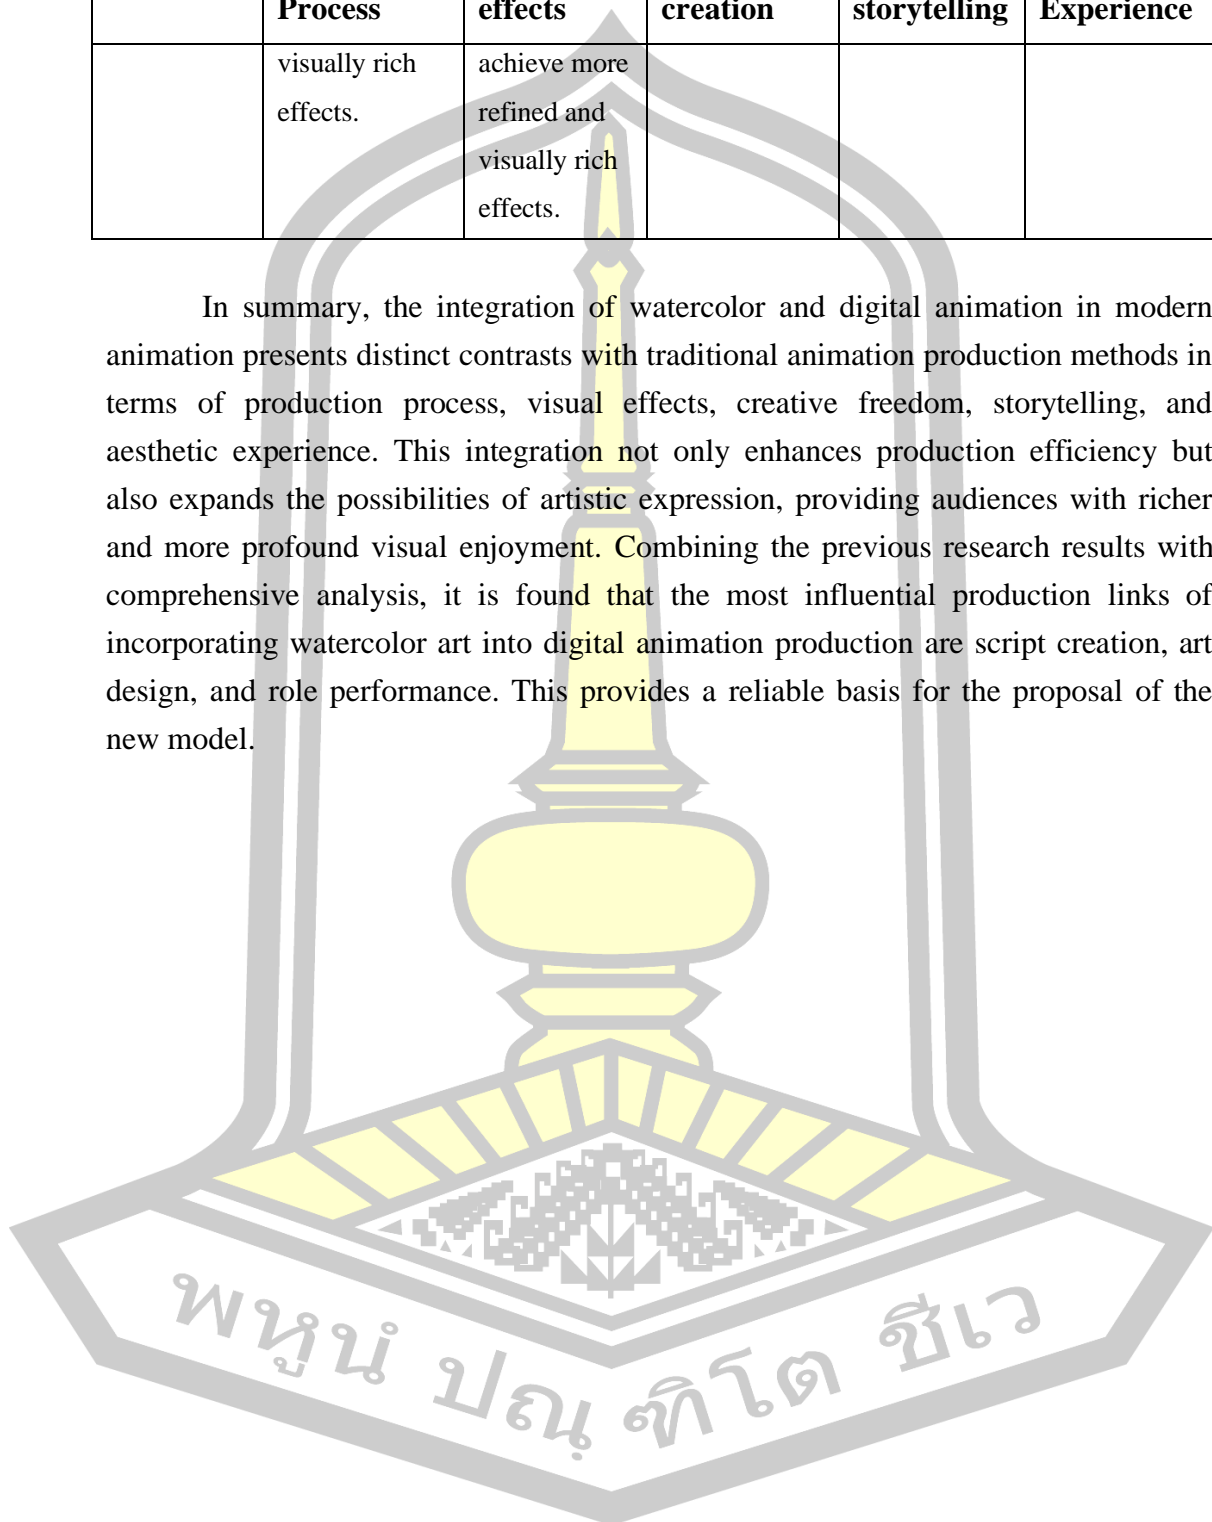 Process effects creation storytelling Experience
visually rich achieve more
effects. refined and
visually rich
effects.
In summary, the integration of watercolor and digital animation in modern
animation presents distinct contrasts with traditional animation production methods in
terms of production process, visual effects, creative freedom, storytelling, and
aesthetic experience. This integration not only enhances production efficiency but
also expands the possibilities of artistic expression, providing audiences with richer
and more profound visual enjoyment. Combining the previous research results with
comprehensive analysis, it is found that the most influential production links of
incorporating watercolor art into digital animation production are script creation, art
design, and role performance. This provides a reliable basis for the proposal of the
new model.
พหูนํ ปณฺ ฑิโต ชีเว